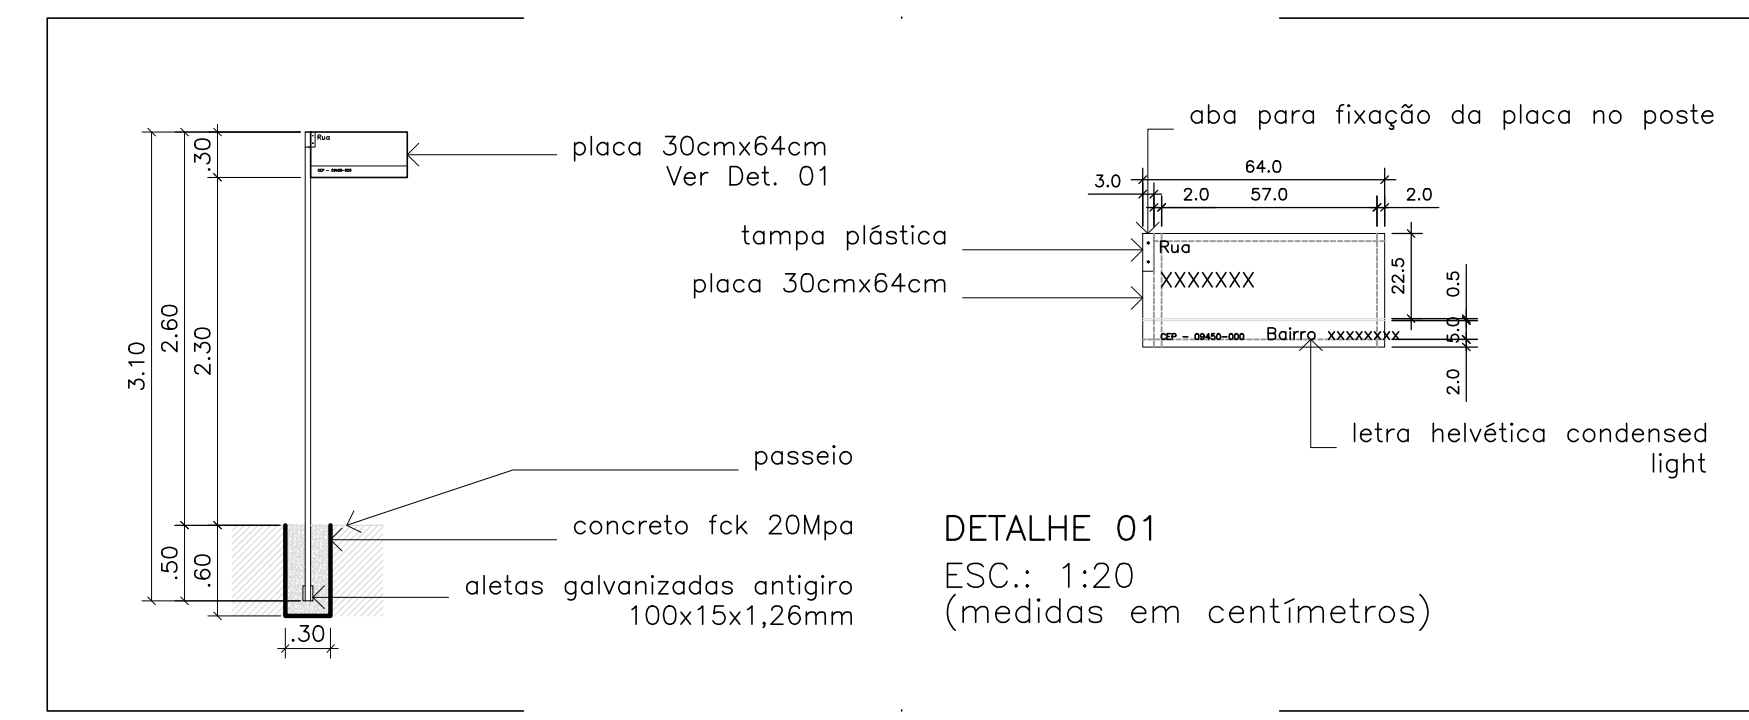 .30
2.60
2.30
3.10
.50
.60
.30
Rua
CEP - 09450-000
placa 30cmx64cm
Ver Det. 01
passeio
concreto fck 20Mpa
aletas galvanizadas antigiro
100x15x1,26mm
aba para fixação da placa no poste
64.0
3.0
2.0
57.0
2.0
tampa plástica
placa 30cmx64cm
Rua
XXXXXXX
CEP - 09450-000
Bairro XXXXXXXX
22.5
0.5
5.0
2.0
letra helvética condensed
light
DETALHE 01
ESC.: 1:20
(medidas em centímetros)